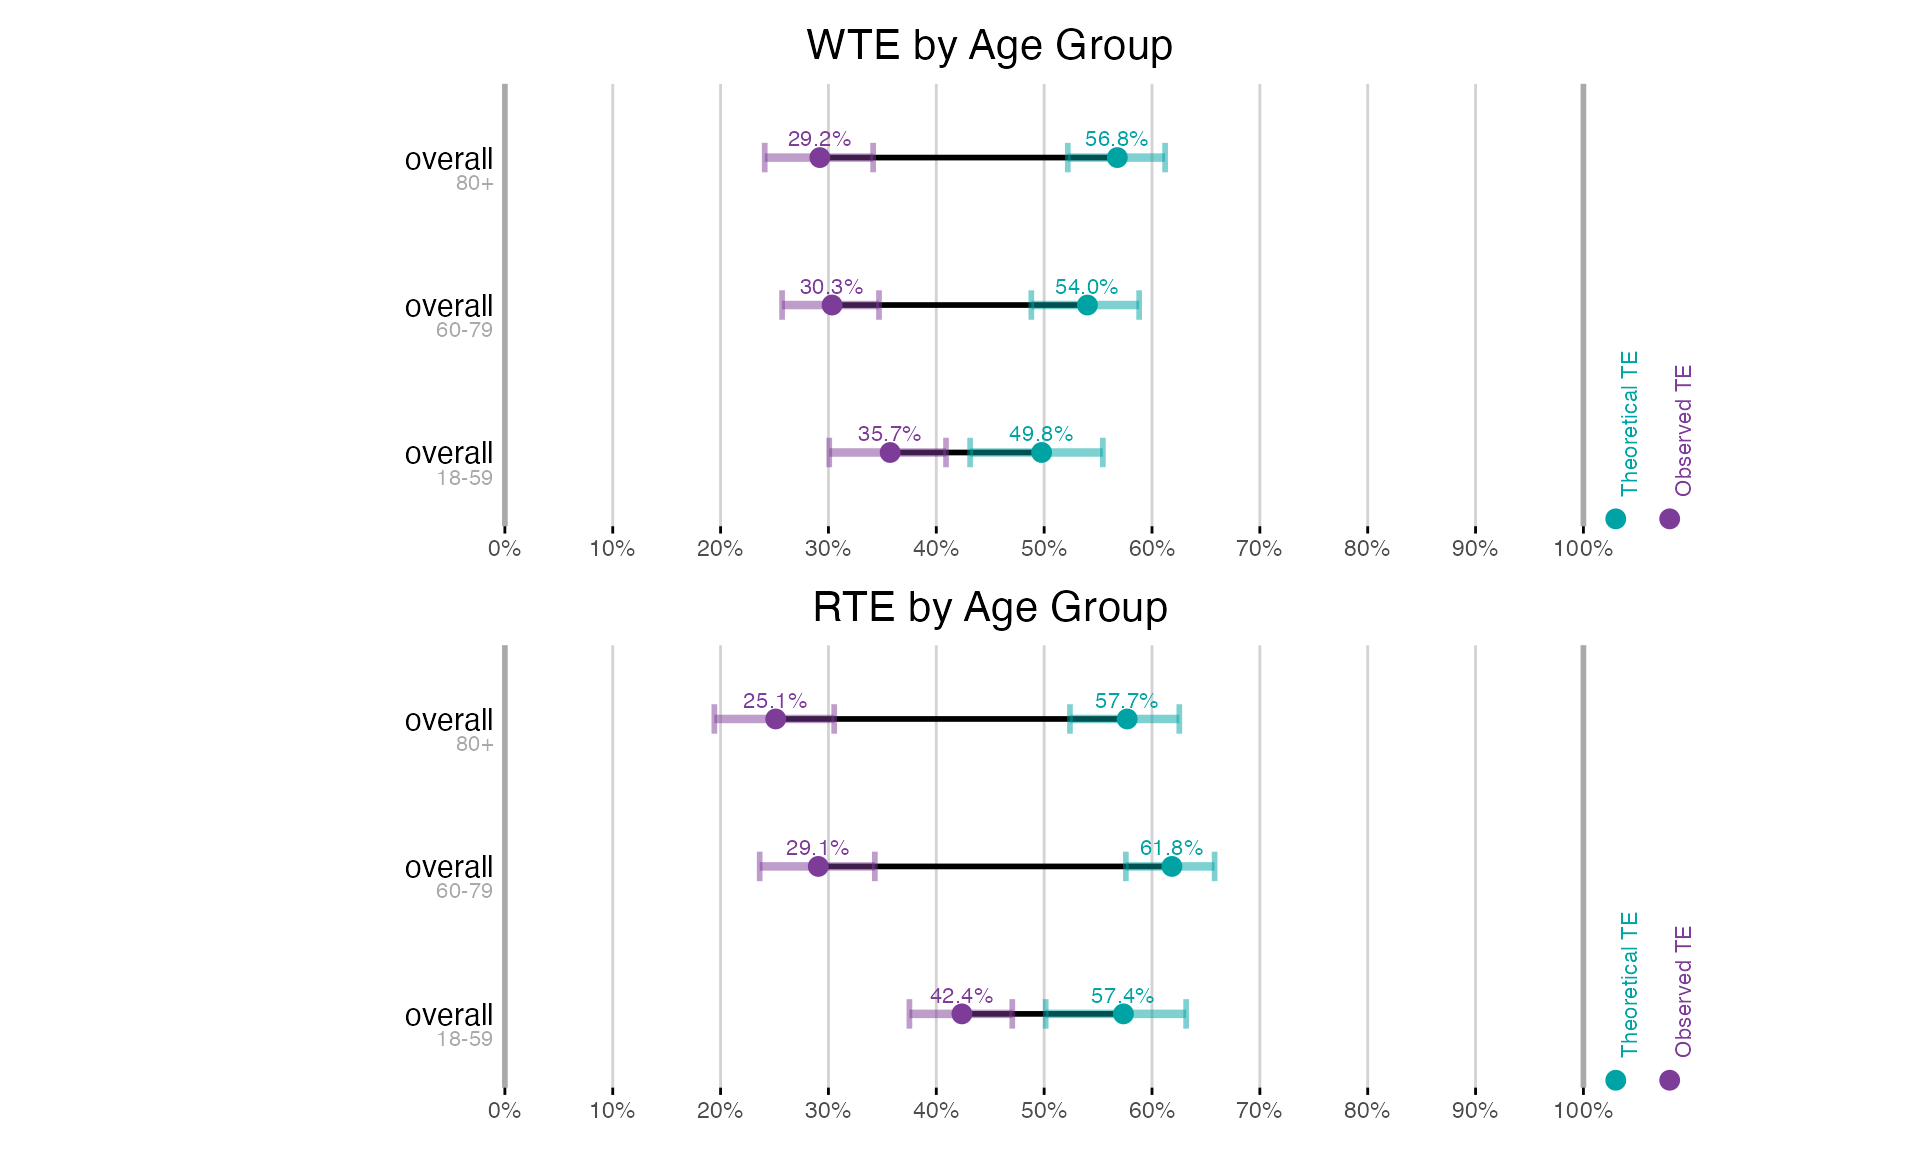 WTE by Age Group
29.2%
56.8%
overall
80+
30.3%
54.0%
overall
60-79
35.7%
49.8%
overall
18-59
Theoretical TE
Observed TE
0% 10% 20% 30% 40% 50% 60% 70% 80% 90% 100%
RTE by Age Group
25.1%
57.7%
overall
80+
29.1%
61.8%
overall
60-79
42.4%
57.4%
overall
18-59
Theoretical TE
Observed TE
0% 10% 20% 30% 40% 50% 60% 70% 80% 90% 100%